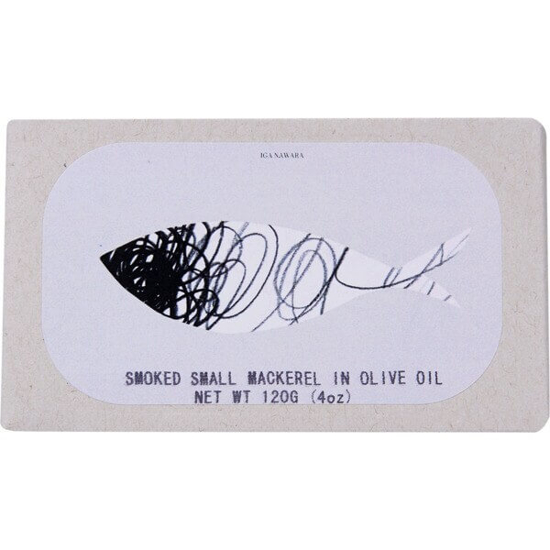 IGA NAWARA
SMOKED SMALL MACKEREL IN OLIVE OIL
NET WT 120G (4oz)